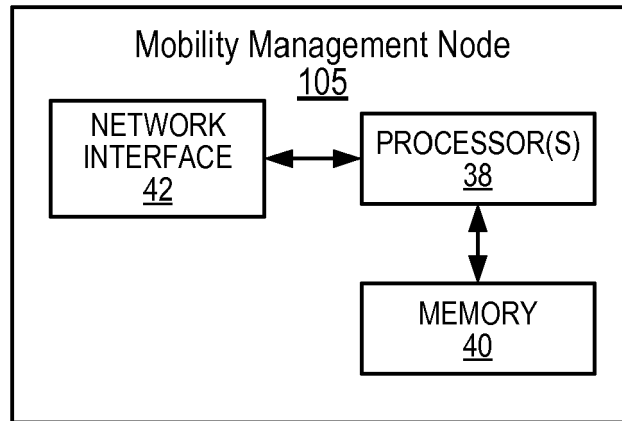 Mobility Management Node
105
NETWORK
INTERFACE
42
PROCESSOR(S)
38
MEMORY
40